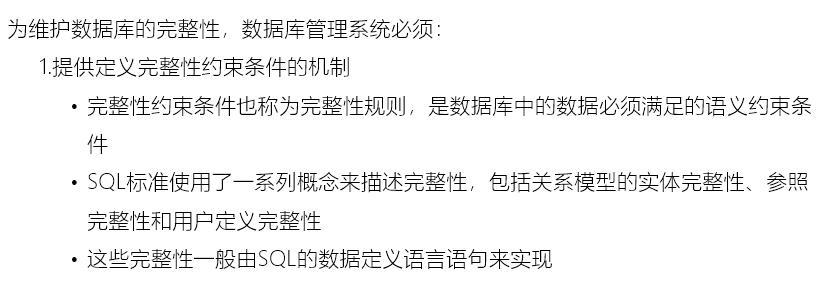 为维护数据库的完整性，数据库管理系统必须：
1.提供定义完整性约束条件的机制
• 完整性约束条件也称为完整性规则，是数据库中的数据必须满足的语义约束条
件
• SQL标准使用了一系列概念来描述完整性，包括关系模型的实体完整性、参照
完整性和用户定义完整性
• 这些完整性一般由SQL的数据定义语言语句来实现